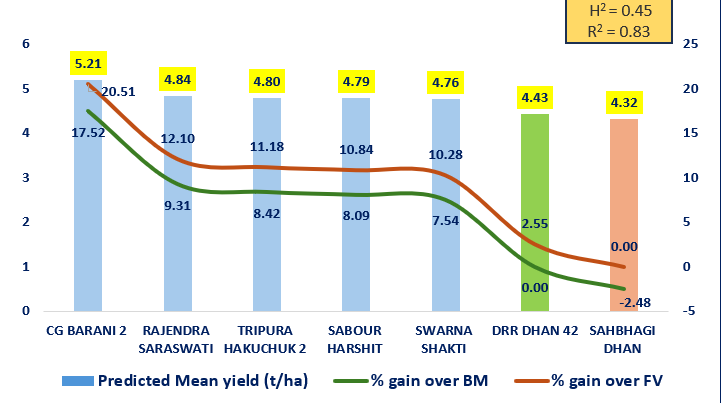 H² = 0.45
R² = 0.83
6
5
4
3
2
1
0
25
20
15
10
5
0
-5
5.21
4.84
4.80
4.79
4.76
4.43
4.32
20.51
12.10
11.18
10.84
10.28
2.55
0.00
17.52
9.31
8.42
8.09
7.54
0.00
-2.48
CG BARANI 2
RAJENDRA
SARASWATI
TRIPURA
HAKUCHUK 2
SABOUR
HARSHIT
SWARNA
SHAKTI
DRR DHAN 42
SAHBHAGI
DHAN
Predicted Mean yield (t/ha)
% gain over BM
% gain over FV